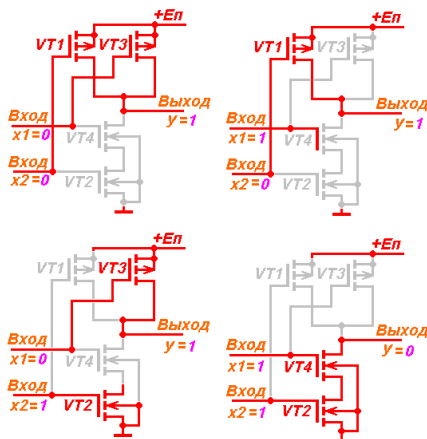 +Eп
VT1 VT3
Вход Выход
x1=0 y=1
VT4
Вход
x2=0 VT2
+Eп
VT1 VT3
Вход Выход
x1=1 y=1
VT4
Вход
x2=0 VT2
+Eп
VT1 VT3
Вход Выход
x1=0 y=1
VT4
Вход
x2=1 VT2
+Eп
VT1 VT3
Вход Выход
x1=1 y=0
VT4
Вход
x2=1 VT2